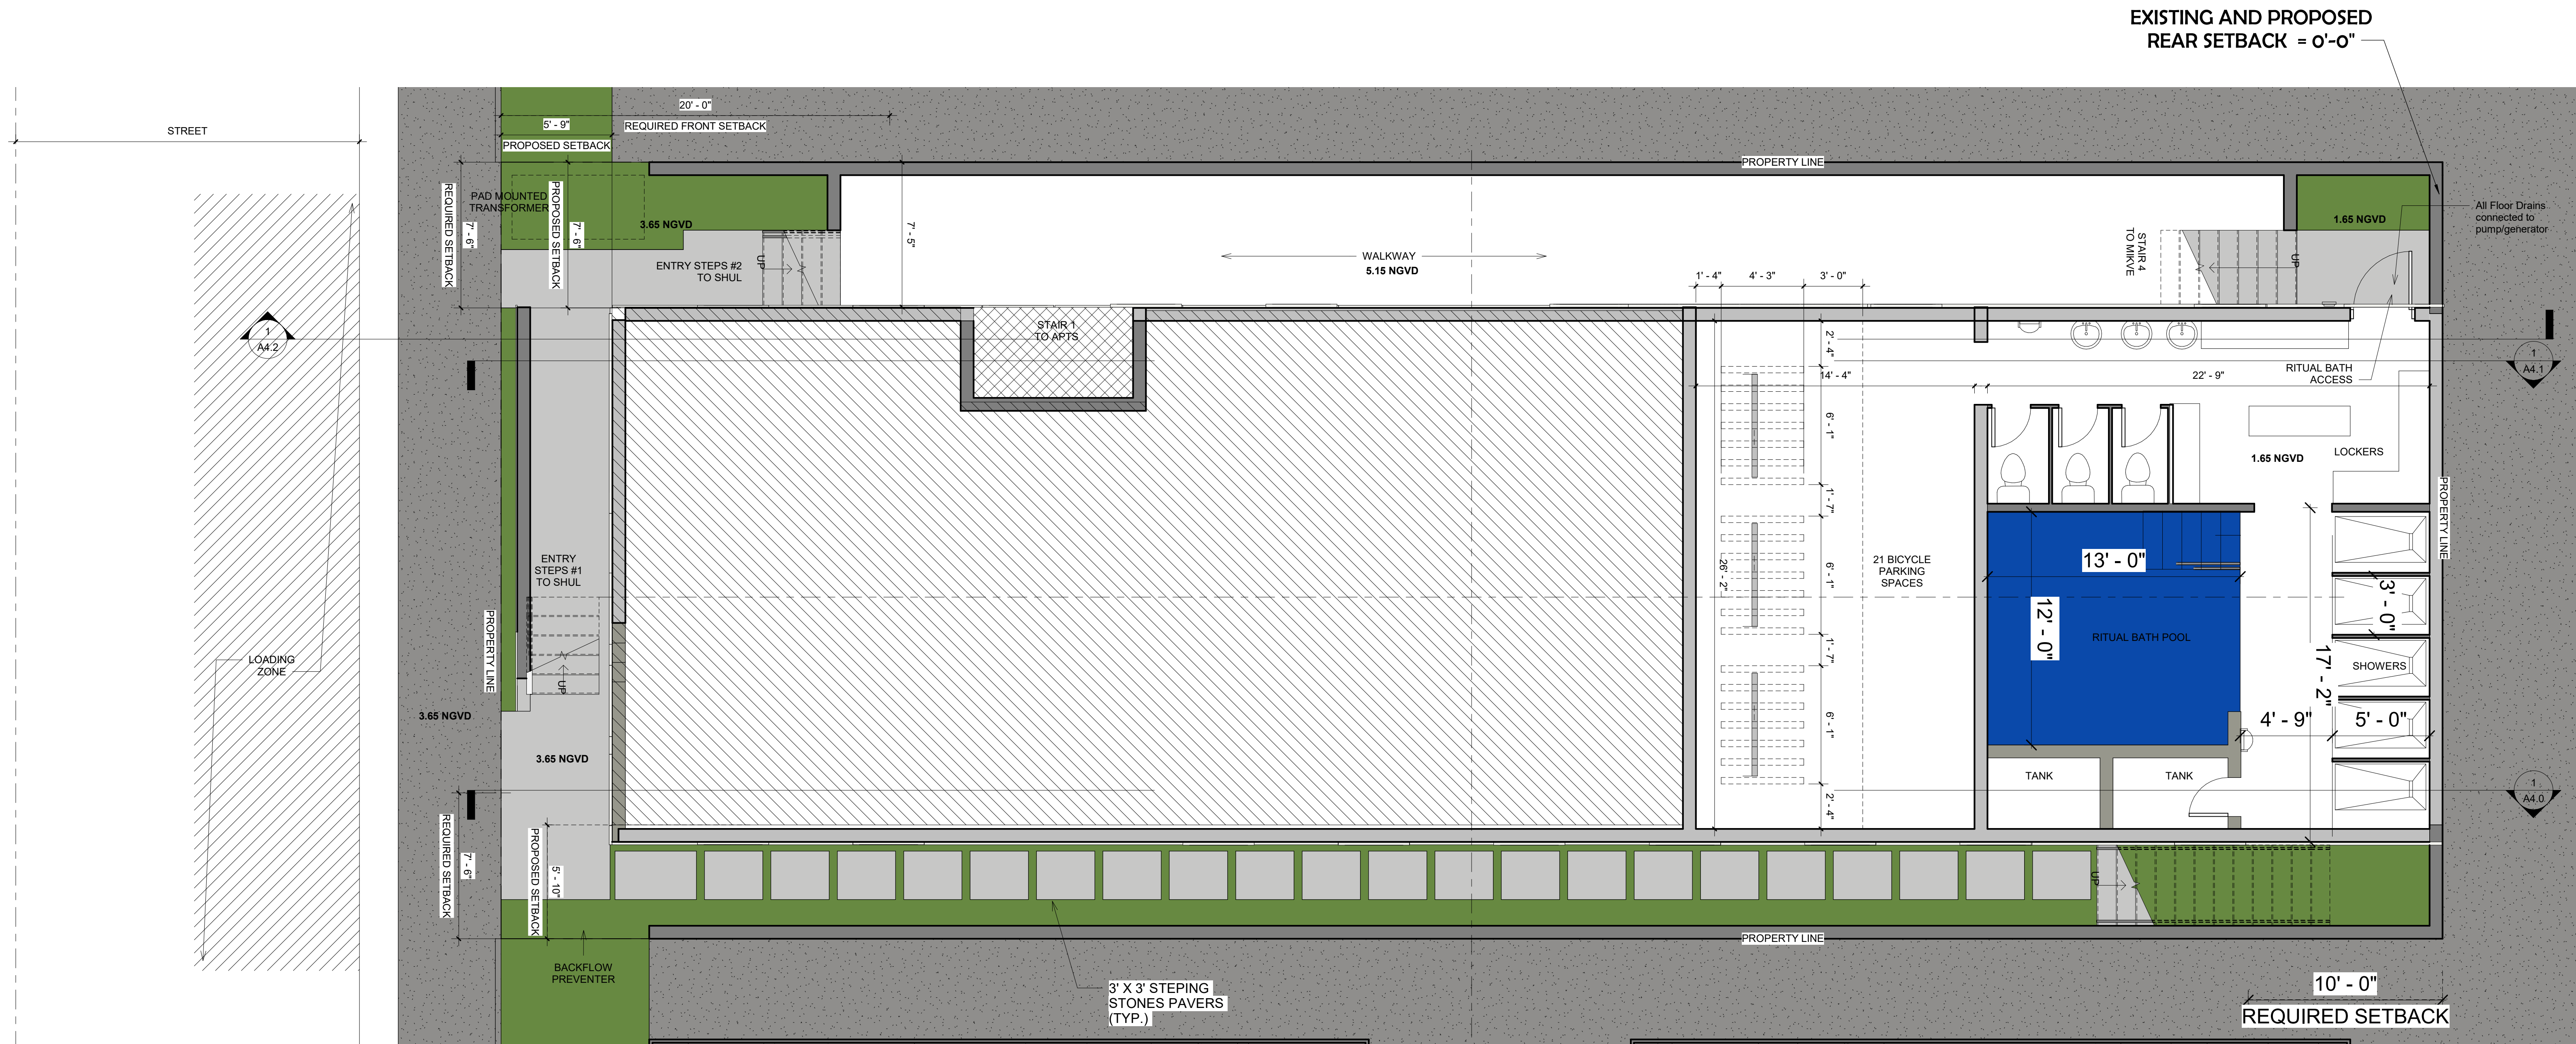 EXISTING AND PROPOSED
REAR SETBACK = 0'-0"
20' - 0"
REQUIRED FRONT SETBACK
5' - 9"
PROPOSED SETBACK
STREET
PROPERTY LINE
REQUIRED SETBACK
7' - 6"
PAD MOUNTED
TRANSFORMER
PROPOSED SETBACK
7' - 6"
3.65 NGVD
7' - 5"
ENTRY STEPS #2
TO SHUL
UP
WALKWAY
5.15 NGVD
STAIR 4
TO MIKVE
UP
1.65 NGVD
All Floor Drains
connected to
pump/generator
1
A4.2
STAIR 1
TO APTS
1' - 4"
4' - 3"
3' - 0"
2' - 4"
14' - 4"
22' - 9"
RITUAL BATH
ACCESS
1
A4.1
6' - 1"
1' - 7"
6' - 1"
1' - 7"
6' - 1"
2' - 4"
26' - 2"
21 BICYCLE
PARKING
SPACES
1.65 NGVD
LOCKERS
PROPERTY LINE
13' - 0"
12' - 0"
RITUAL BATH POOL
3' - 0"
17' - 2"
SHOWERS
4' - 9"
5' - 0"
TANK
TANK
1
A4.0
ENTRY
STEPS #1
TO SHUL
UP
PROPERTY LINE
LOADING
ZONE
3.65 NGVD
3.65 NGVD
REQUIRED SETBACK
7' - 6"
PROPOSED SETBACK
5' - 10"
UP
PROPERTY LINE
BACKFLOW
PREVENTER
3' X 3' STEPING
STONES PAVERS
(TYP.)
10' - 0"
REQUIRED SETBACK